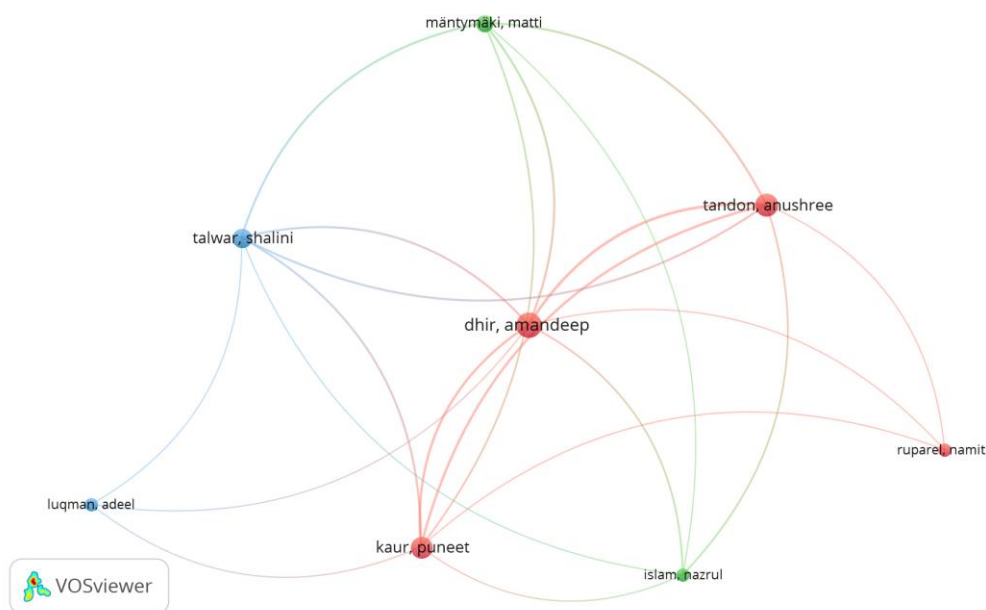 mäntymäki, matti
tandon, anushree
talwar, shalini
dhir, amandeep
ruparel, namit
luqman, adeel
kaur, puneet
islam, nazrul
VOSviewer